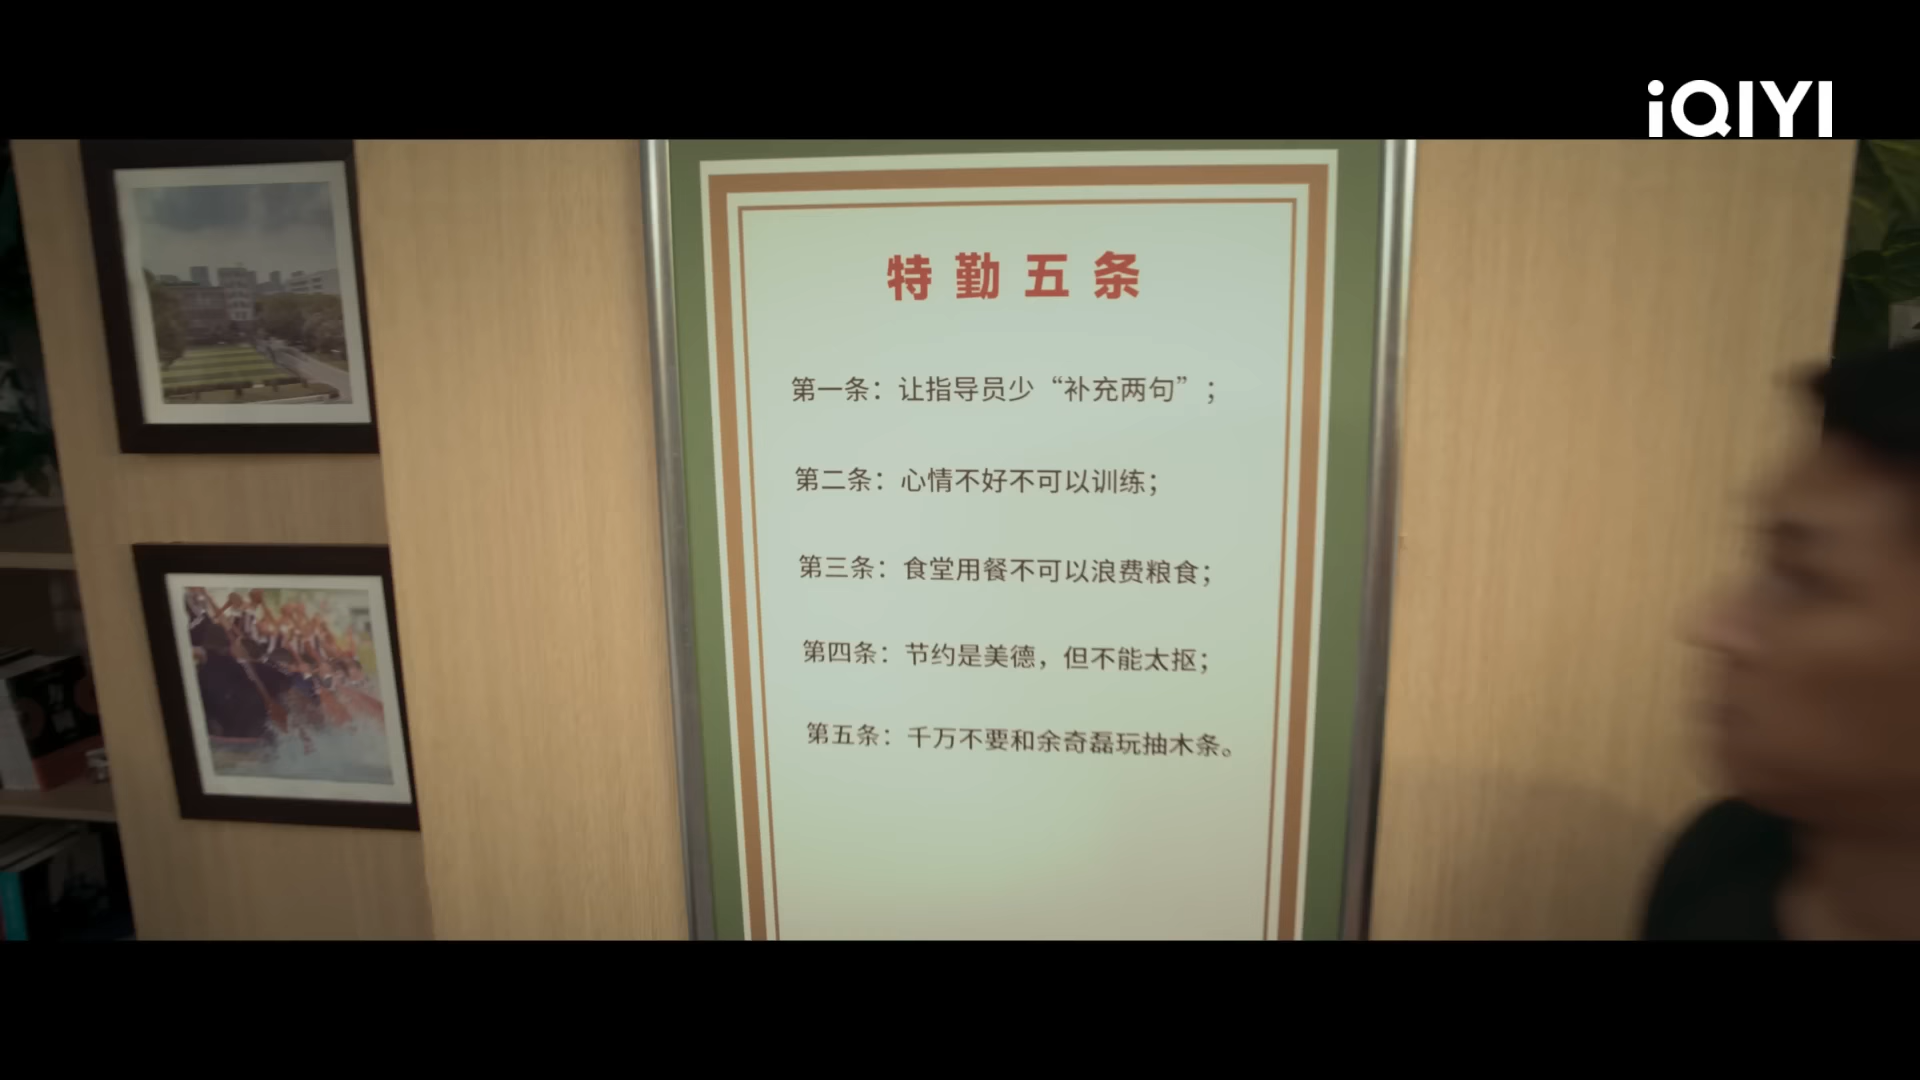 iQIYI
特勤五条
第一条：让指导员少“补充两句”；
第二条：心情不好不可以训练；
第三条：食堂用餐不可以浪费粮食；
第四条：节约是美德，但不能太抠；
第五条：千万不要和余奇磊玩抽木条。